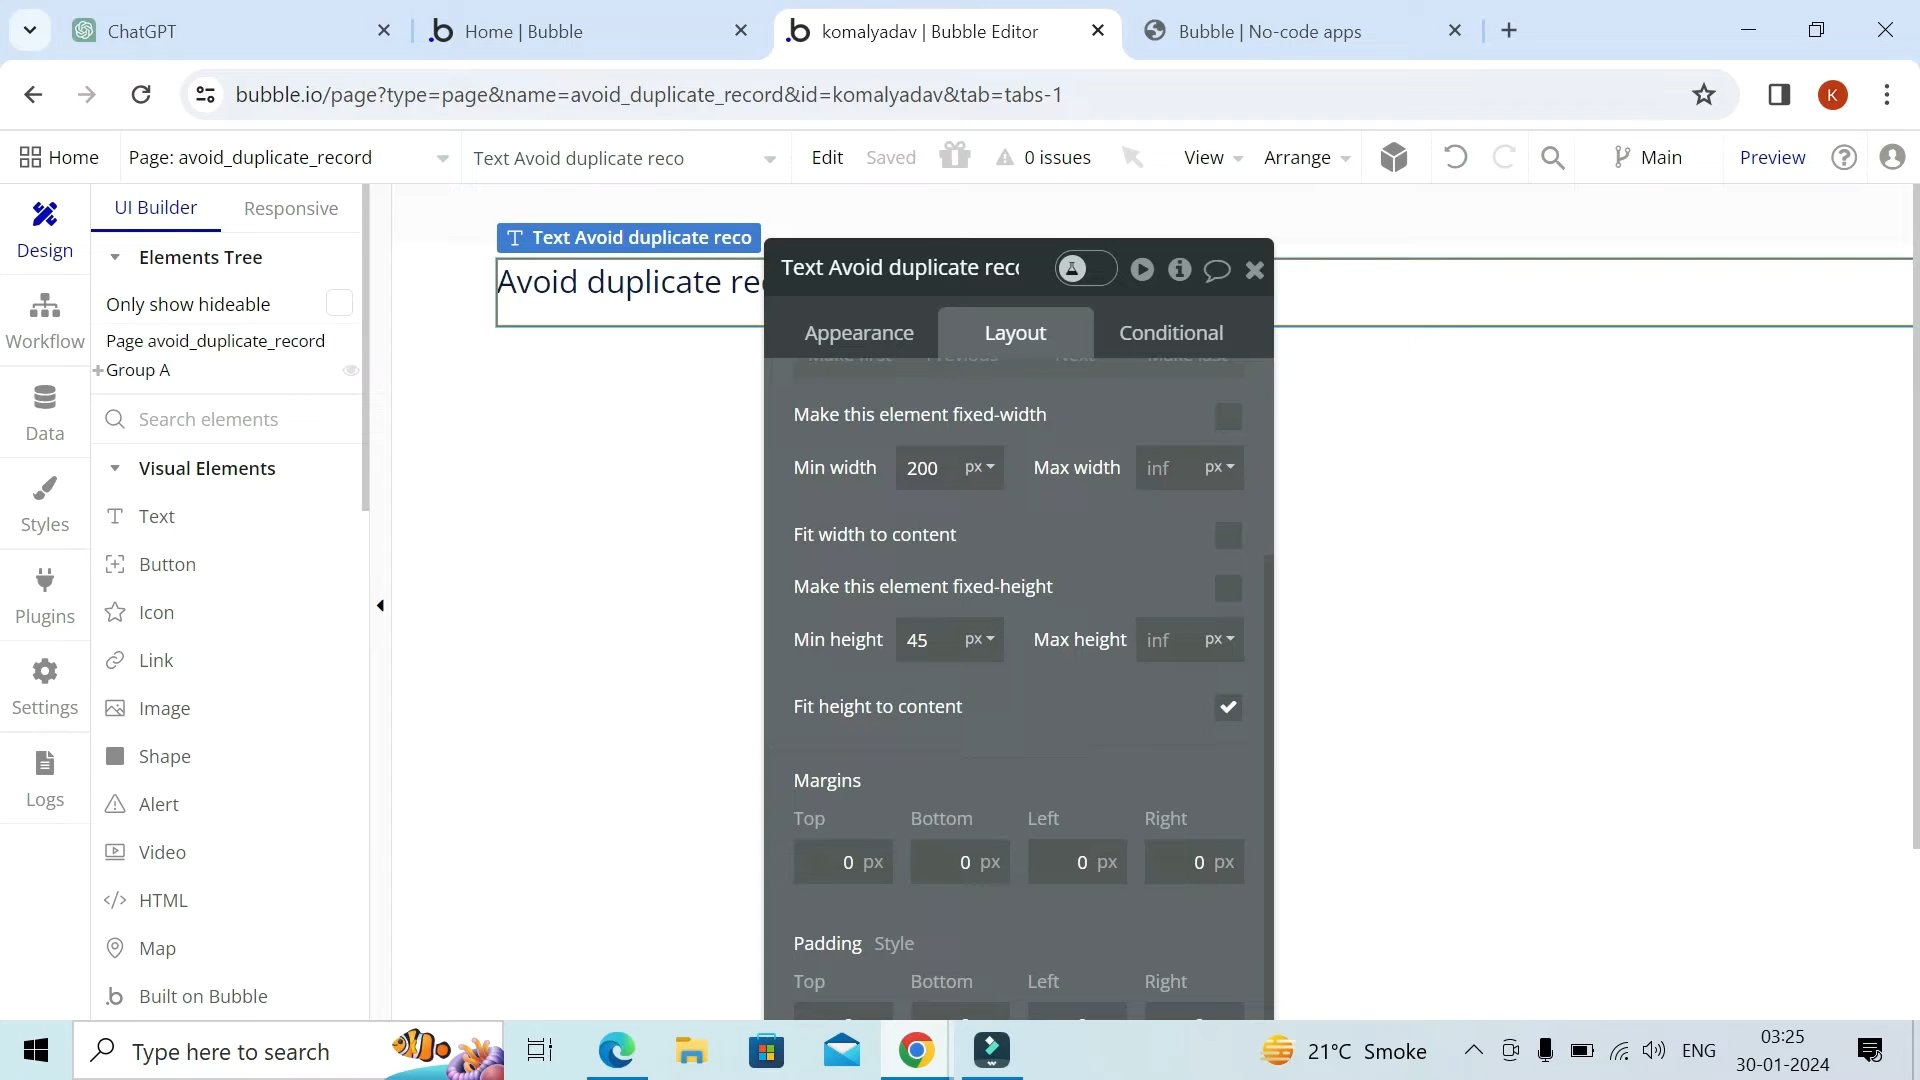 ChatGPT
Home | Bubble
komalyadav | Bubble Editor
Bubble | No-code apps
bubble.io/page?type=page&name=avoid_duplicate_record&id=komalyadav&tab=tabs-1
K
Home
Page: avoid_duplicate_record
Text Avoid duplicate reco
Edit
Saved
0 issues
View
Arrange
Main
Preview
Design
Workflow
Data
Styles
Plugins
Settings
Logs
UI Builder
Responsive
Elements Tree
Only show hideable
Page avoid_duplicate_record
Group A
Search elements
Visual Elements
Text
Button
Icon
Link
Image
Shape
Alert
Video
HTML
Map
Built on Bubble
Text Avoid duplicate reco
Avoid duplicate re
Text Avoid duplicate reco
Appearance
Layout
Conditional
Make first Previous Next Make last
Make this element fixed-width
Min width 200 px Max width inf px
Fit width to content
Make this element fixed-height
Min height 45 px Max height inf px
Fit height to content
Margins
Top Bottom Left Right
0 px 0 px 0 px 0 px
Padding Style
Top Bottom Left Right
Type here to search
21°C Smoke
ENG
03:25
30-01-2024